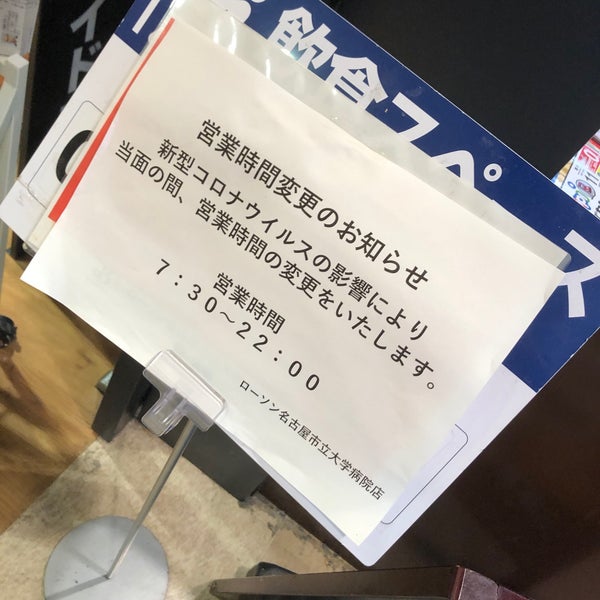 飲食スペース
営業時間変更のお知らせ
新型コロナウイルスの影響により
当面の間、営業時間の変更をいたします。
営業時間
7：30～22：00
ローソン名古屋市立大学病院店
イド